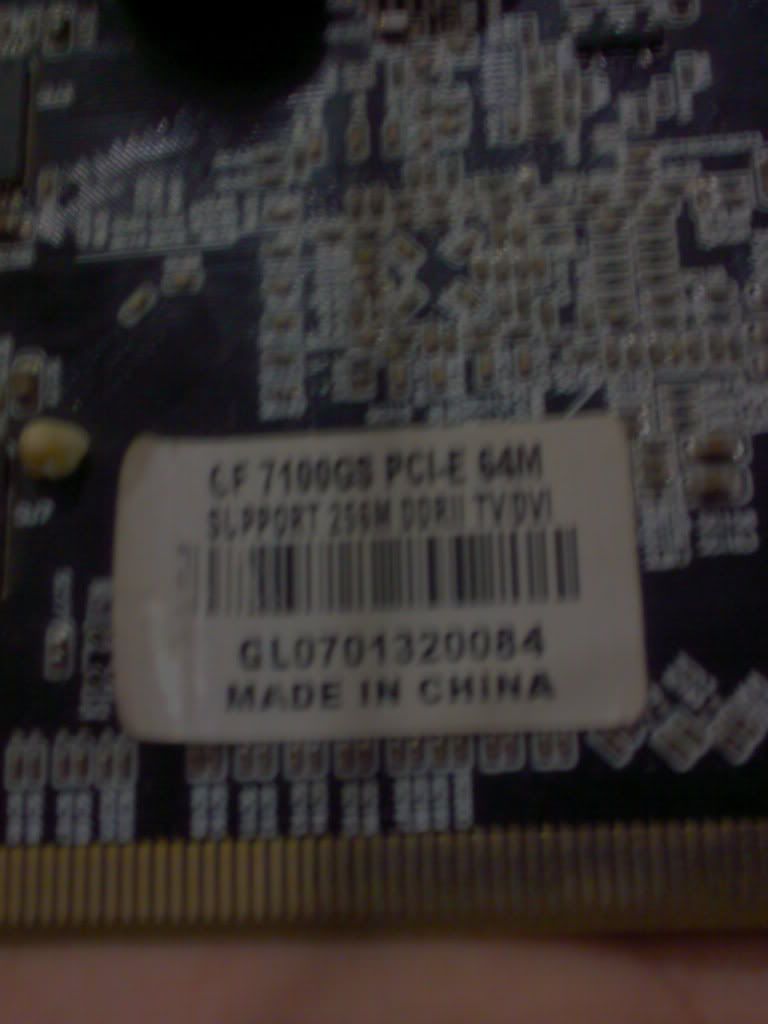 GF 7100GS PCI-E 64M
SUPPORT 256M DDRII TV DVI
GL0701320084
MADE IN CHINA